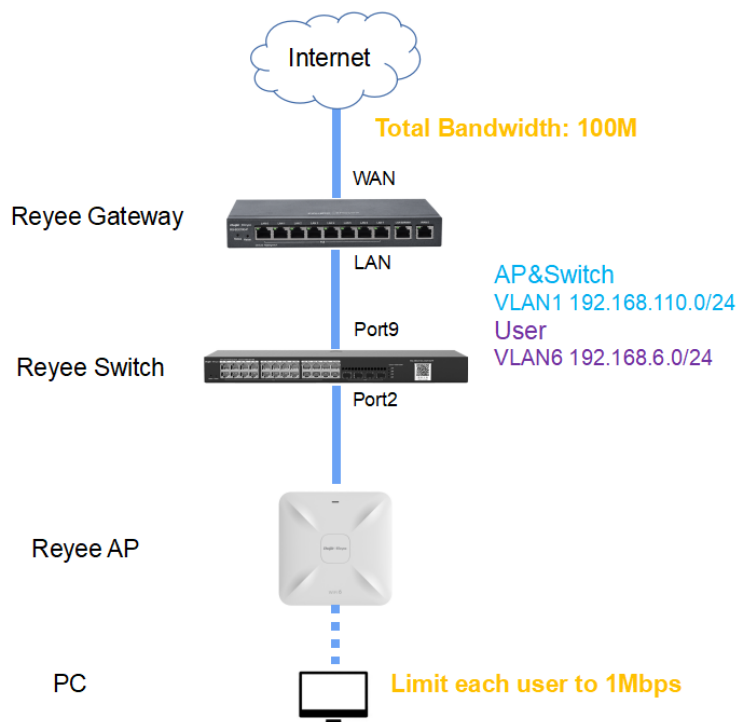 Internet
Total Bandwidth: 100M
WAN
Reyee Gateway
LAN
AP&Switch
VLAN1 192.168.110.0/24
User
VLAN6 192.168.6.0/24
Port9
Reyee Switch
Port2
Reyee AP
PC
Limit each user to 1Mbps